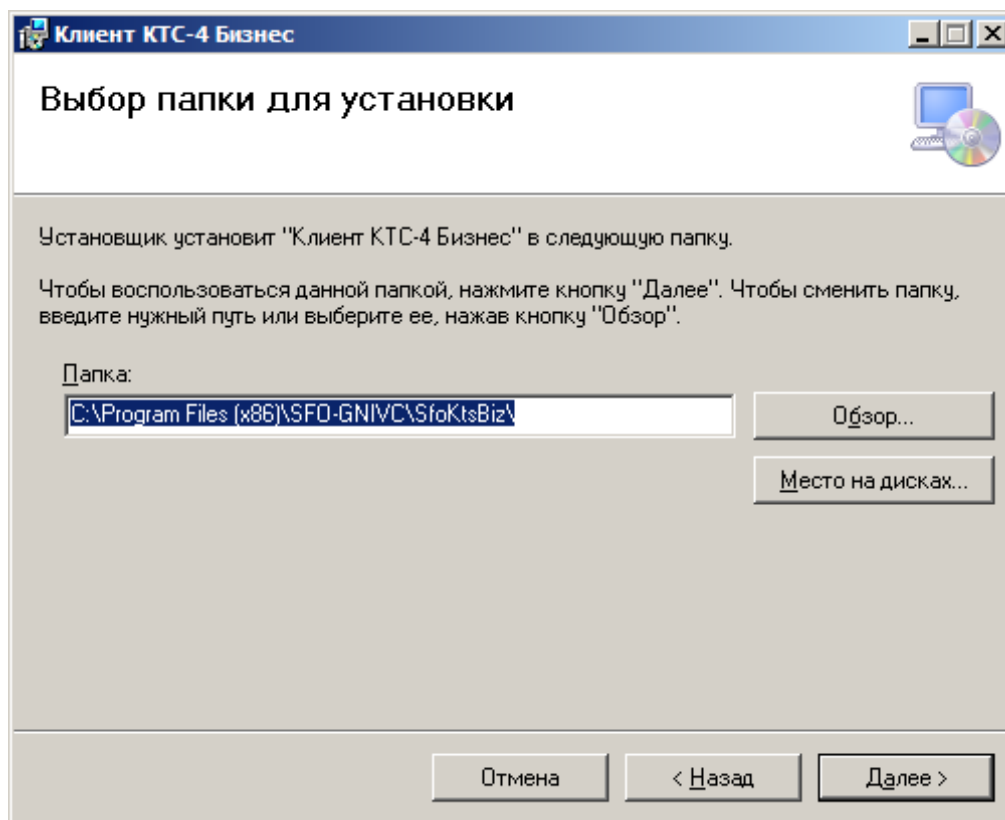 Клиент КТС-4 Бизнес
Выбор папки для установки
Установщик установит "Клиент КТС-4 Бизнес" в следующую папку.
Чтобы воспользоваться данной папкой, нажмите кнопку "Далее". Чтобы сменить папку,
введите нужный путь или выберите ее, нажав кнопку "Обзор".
Папка:
C:\Program Files (x86)\SFO-GNIVC\SfoKtsBiz\
Обзор...
Место на дисках...
Отмена
< Назад
Далее >